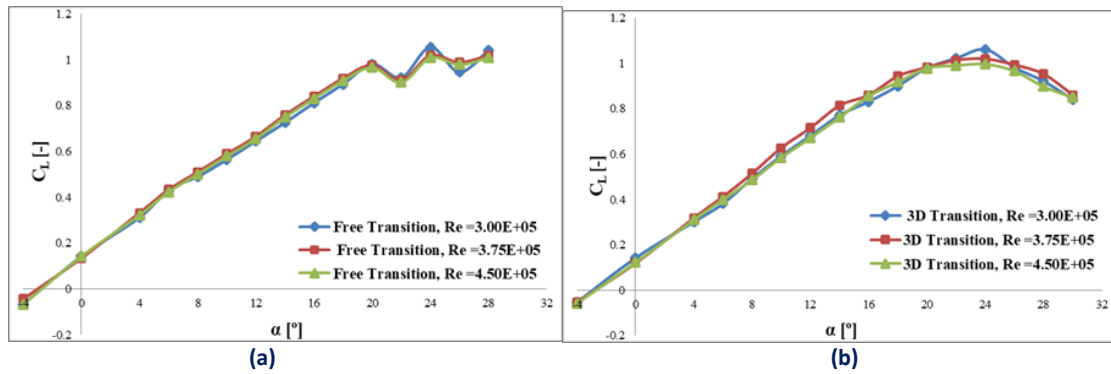 1.2
1
0.8
0.6
0.4
0.2
0
-0.2
-4 0 4 8 12 16 20 24 28 32
C_L [-]
α [º]
Free Transition, Re =3.00E+05
Free Transition, Re =3.75E+05
Free Transition, Re =4.50E+05
(a)
1.2
1
0.8
0.6
0.4
0.2
0
-0.2
-4 0 4 8 12 16 20 24 28 32
C_L [-]
α [º]
3D Transition, Re =3.00E+05
3D Transition, Re =3.75E+05
3D Transition, Re =4.50E+05
(b)